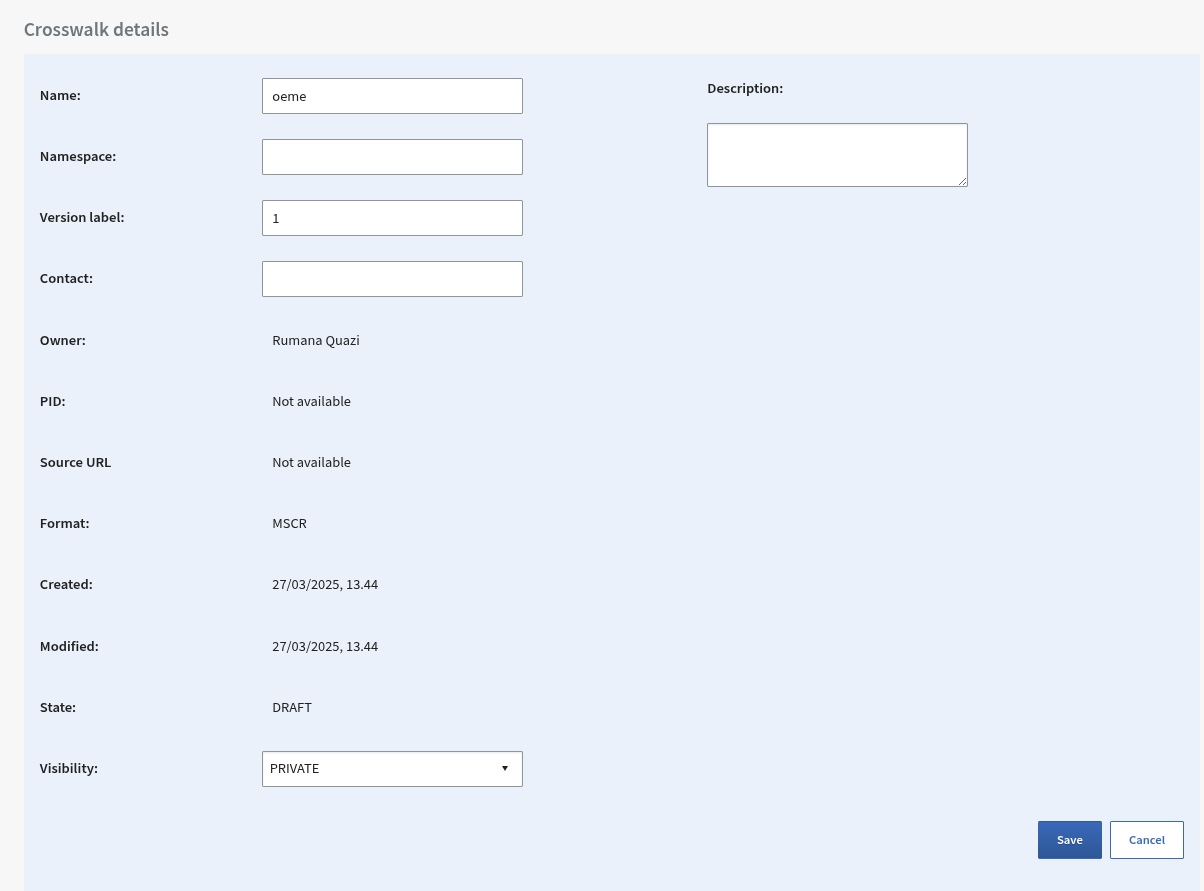 Crosswalk details
Name: oeme
Description:
Namespace:
Version label: 1
Contact:
Owner: Rumana Quazi
PID: Not available
Source URL Not available
Format: MSCR
Created: 27/03/2025, 13.44
Modified: 27/03/2025, 13.44
State: DRAFT
Visibility: PRIVATE
Save Cancel